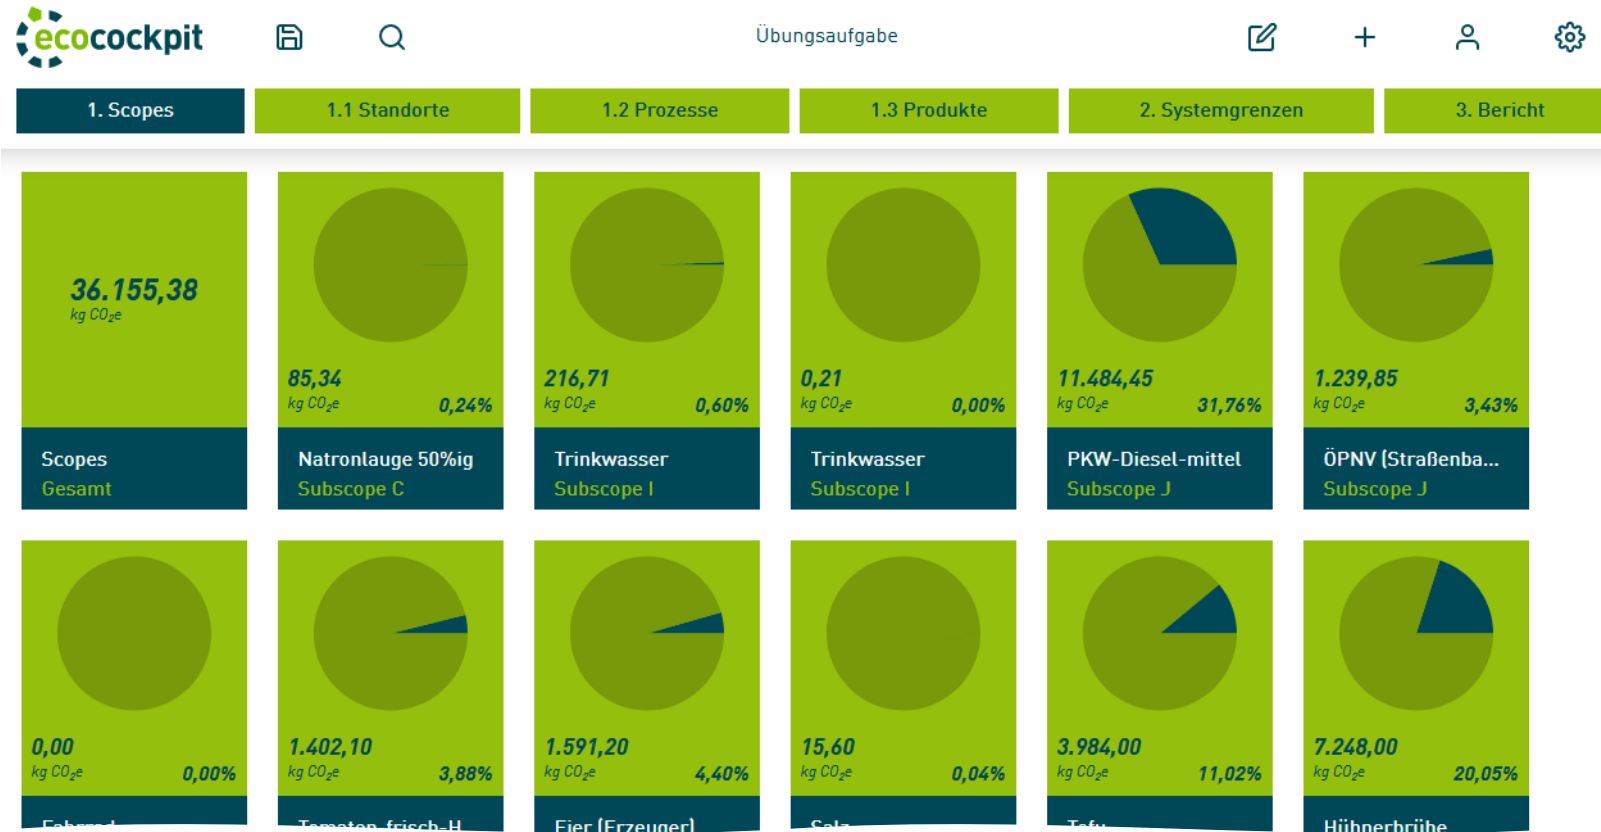 ecocockpit
Übungsaufgabe
1. Scopes
1.1 Standorte
1.2 Prozesse
1.3 Produkte
2. Systemgrenzen
3. Bericht
36.155,38
kg CO₂e
Scopes
Gesamt
85,34
kg CO₂e 0,24%
Natronlauge 50%ig
Subscope C
216,71
kg CO₂e 0,60%
Trinkwasser
Subscope I
0,21
kg CO₂e 0,00%
Trinkwasser
Subscope I
11.484,45
kg CO₂e 31,76%
PKW-Diesel-mittel
Subscope J
1.239,85
kg CO₂e 3,43%
ÖPNV (Straßenba...
Subscope J
0,00
kg CO₂e 0,00%
Fahrrad
1.402,10
kg CO₂e 3,88%
Tomaten-frisch-H
1.591,20
kg CO₂e 4,40%
Eier (Erzeuger)
15,60
kg CO₂e 0,04%
Salz
3.984,00
kg CO₂e 11,02%
Tofu
7.248,00
kg CO₂e 20,05%
Hühnerbrühe